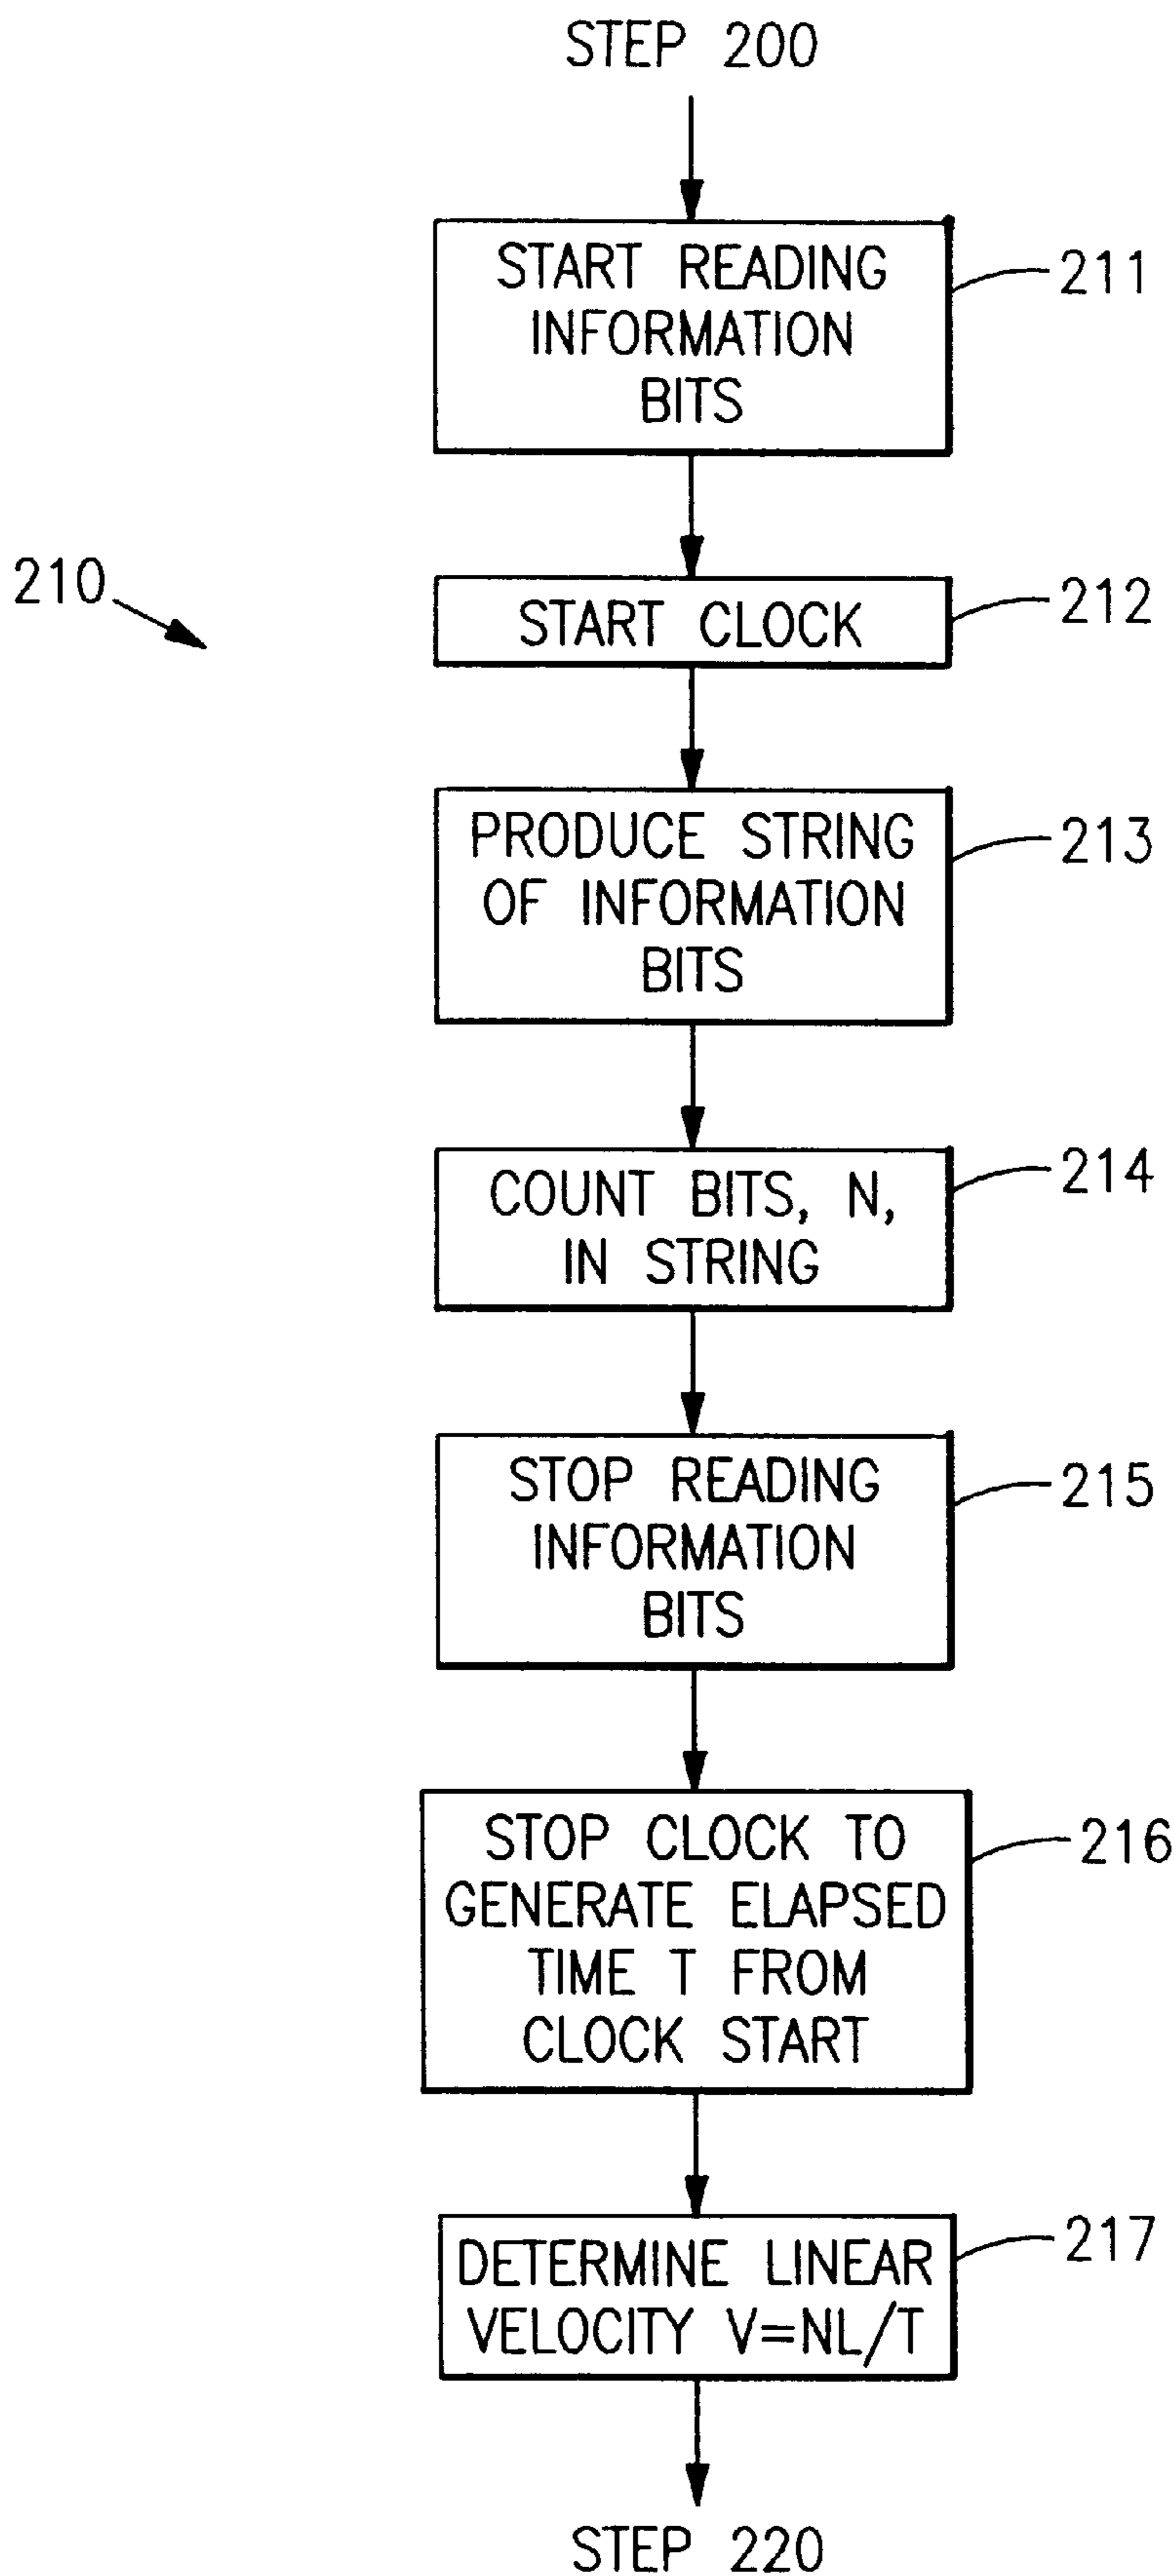 STEP 200
START READING
INFORMATION
BITS
211
210
START CLOCK
212
PRODUCE STRING
OF INFORMATION
BITS
213
COUNT BITS, N,
IN STRING
214
STOP READING
INFORMATION
BITS
215
STOP CLOCK TO
GENERATE ELAPSED
TIME T FROM
CLOCK START
216
DETERMINE LINEAR
VELOCITY V=NL/T
217
STEP 220